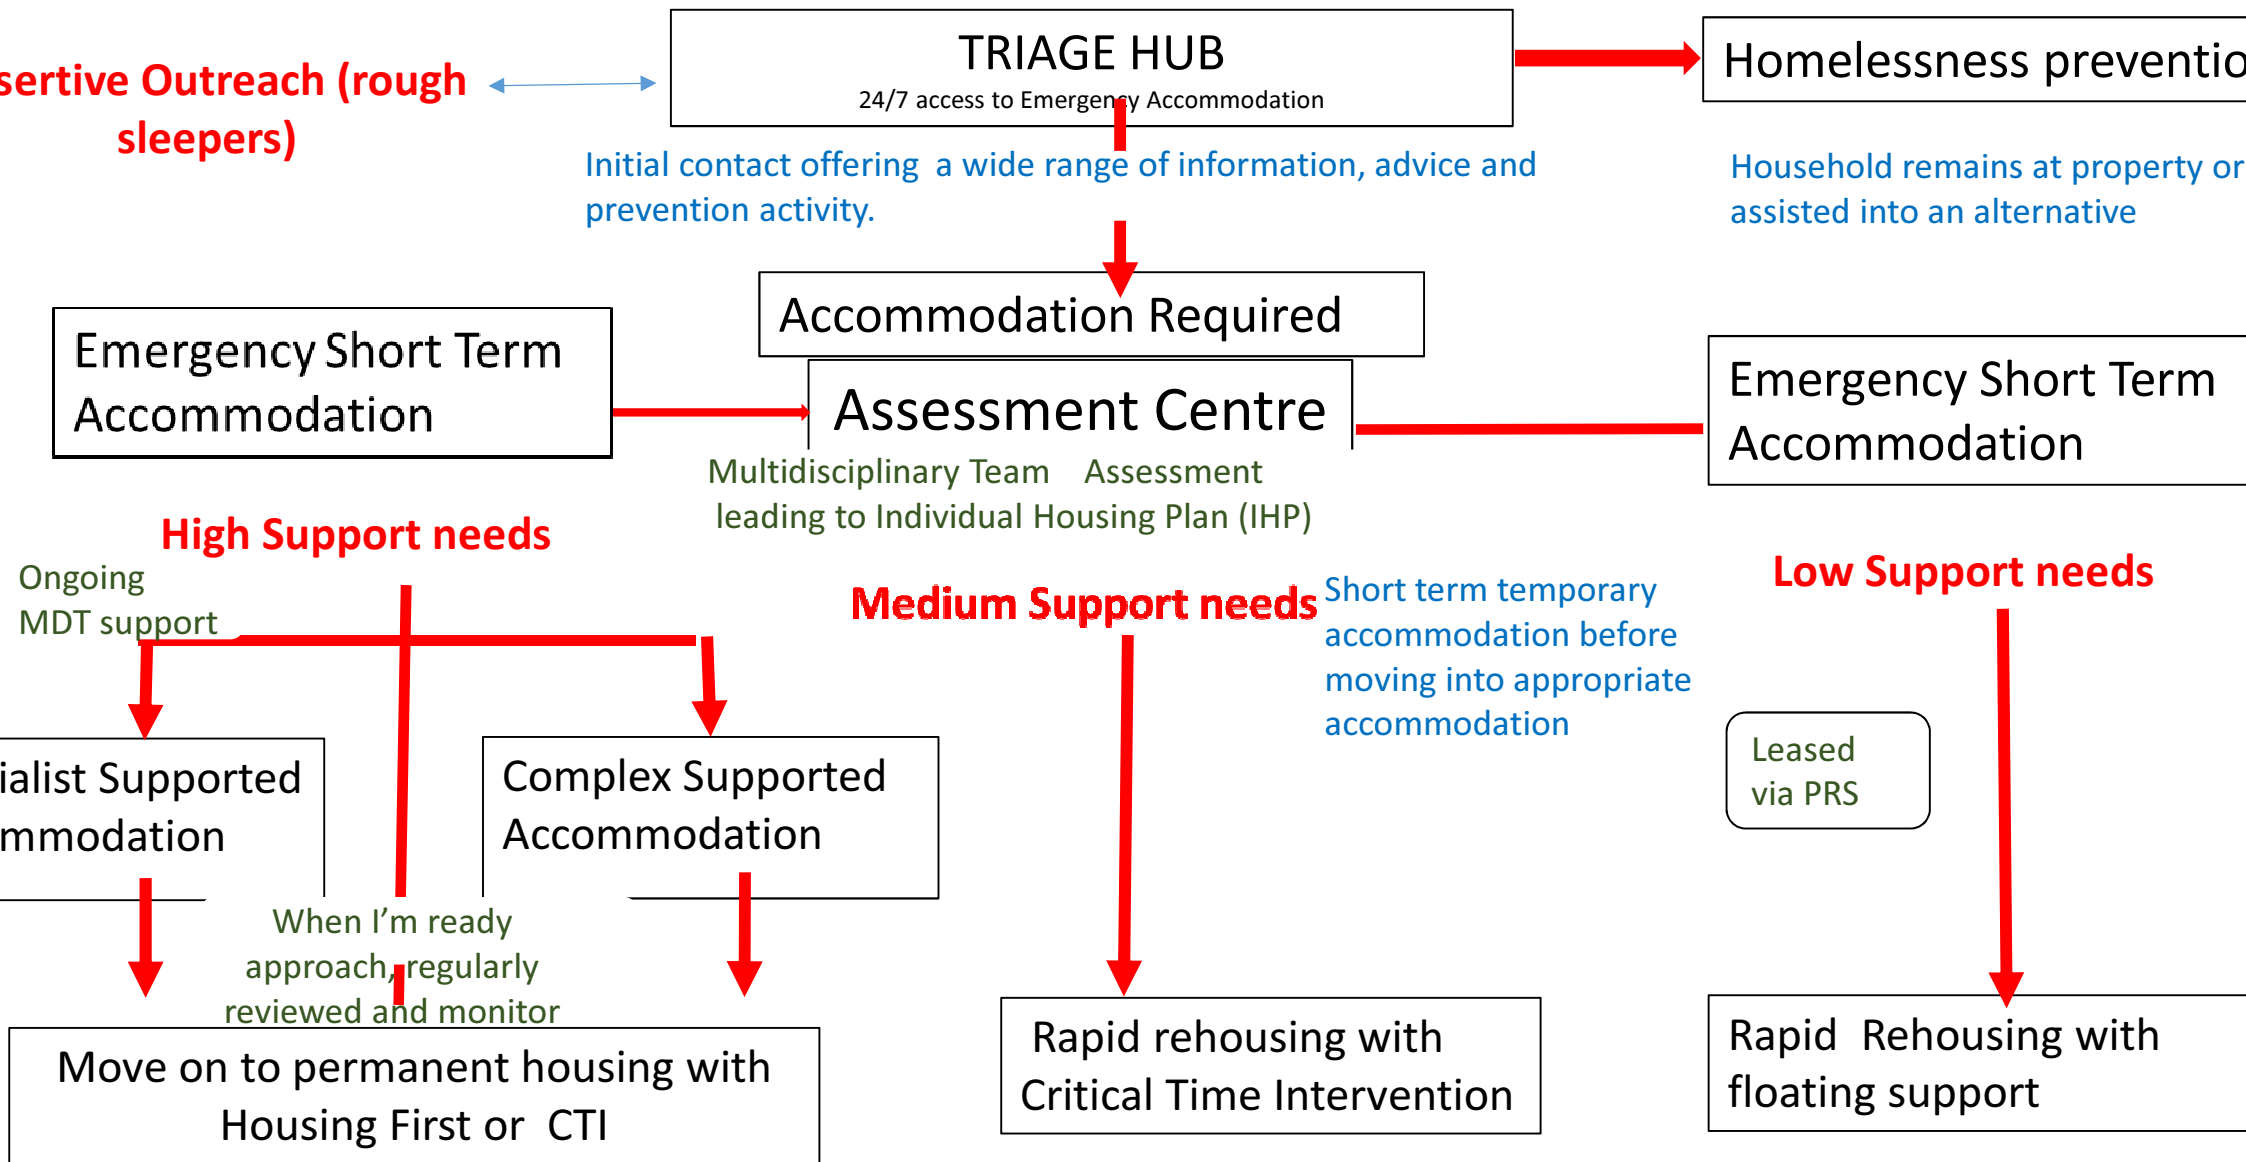 TRIAGE HUB
24/7 access to Emergency Accommodation
sertive Outreach (rough
sleepers)
Homelessness preventio
Initial contact offering a wide range of information, advice and
prevention activity.
Household remains at property or
assisted into an alternative
Accommodation Required
Emergency Short Term
Accommodation
Assessment Centre
Emergency Short Term
Accommodation
Multidisciplinary Team Assessment
leading to Individual Housing Plan (IHP)
High Support needs
Ongoing
MDT support
Medium Support needs
Short term temporary
accommodation before
moving into appropriate
accommodation
Low Support needs
ialist Supported
mmodation
Complex Supported
Accommodation
Leased
via PRS
When I'm ready
approach, regularly
reviewed and monitor
Move on to permanent housing with
Housing First or CTI
Rapid rehousing with
Critical Time Intervention
Rapid Rehousing with
floating support